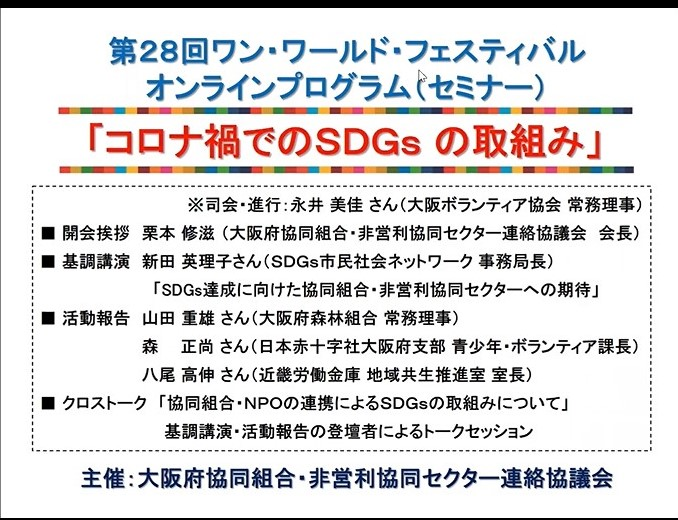 第28回ワン・ワールド・フェスティバル
オンラインプログラム(セミナー)
「コロナ禍でのSDGs の取組み」
※司会・進行:永井 美佳 さん(大阪ボランティア協会 常務理事)
■ 開会挨拶 栗本 修滋 (大阪府協同組合・非営利協同セクター連絡協議会 会長)
■ 基調講演 新田 英理子さん(SDGs市民社会ネットワーク 事務局長)
「SDGs達成に向けた協同組合・非営利協同セクターへの期待」
■ 活動報告 山田 重雄 さん(大阪府森林組合 常務理事)
森 正尚 さん(日本赤十字社大阪府支部 青少年・ボランティア課長)
八尾 高伸 さん(近畿労働金庫 地域共生推進室 室長)
■ クロストーク 「協同組合・NPOの連携によるSDGsの取組みについて」
基調講演・活動報告の登壇者によるトークセッション
主催:大阪府協同組合・非営利協同セクター連絡協議会